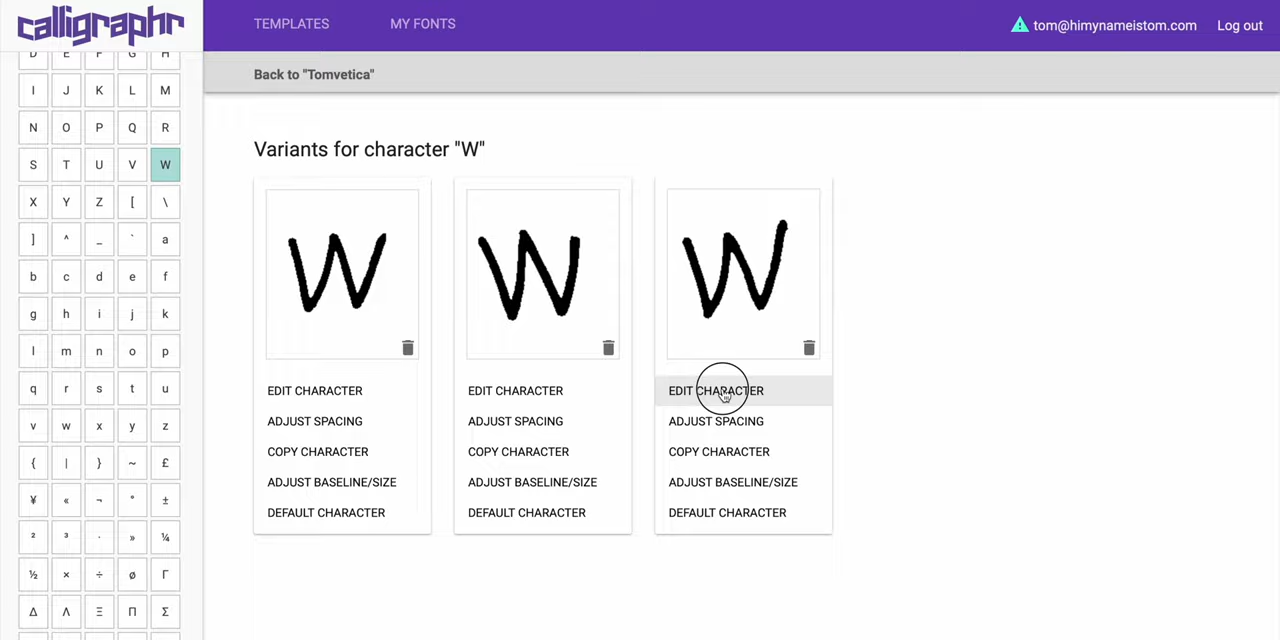 calligraphr
TEMPLATES MY FONTS
tom@himynameistom.com Log out
Back to "Tomvetica"
D E F G H
I J K L M
N O P Q R
S T U V W
X Y Z [ \
] ^ _ ` a
b c d e f
g h i j k
l m n o p
q r s t u
v w x y z
{ | } ~ £
¥ « ¬ ° ±
² ³ · » ¼
½ × ÷ ø Γ
Δ Λ Ξ Π Σ
Variants for character "W"
W W W
EDIT CHARACTER EDIT CHARACTER EDIT CHARACTER
ADJUST SPACING ADJUST SPACING ADJUST SPACING
COPY CHARACTER COPY CHARACTER COPY CHARACTER
ADJUST BASELINE/SIZE ADJUST BASELINE/SIZE ADJUST BASELINE/SIZE
DEFAULT CHARACTER DEFAULT CHARACTER DEFAULT CHARACTER